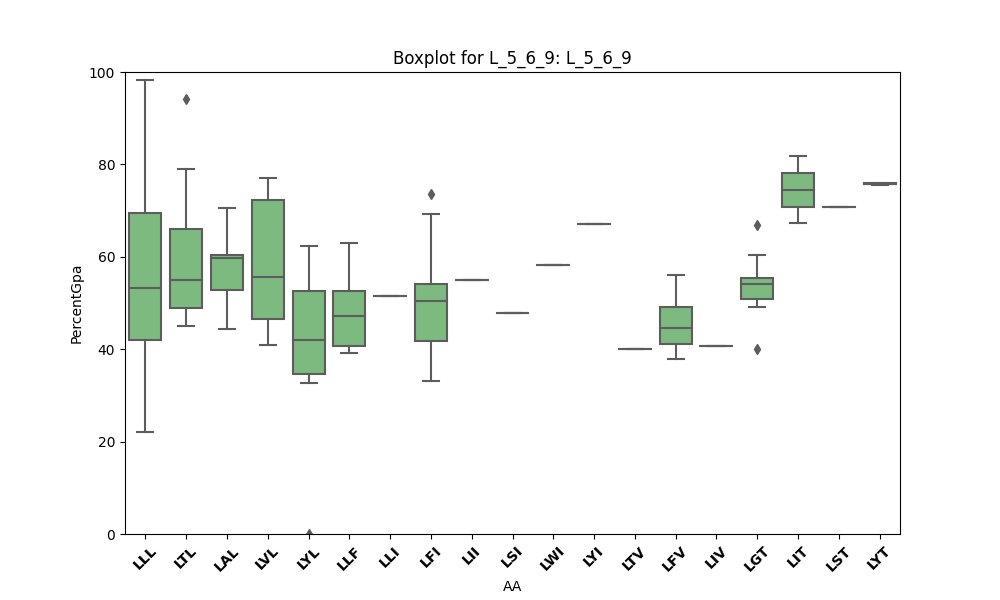 Boxplot for L_5_6_9: L_5_6_9
100
80
60
40
20
0
PercentGpa
LLL
LTL
LAL
LVL
LYL
LLF
LLI
LFI
LII
LSI
LWI
LYI
LTV
LFV
LIV
LGT
LIT
LST
LYT
AA